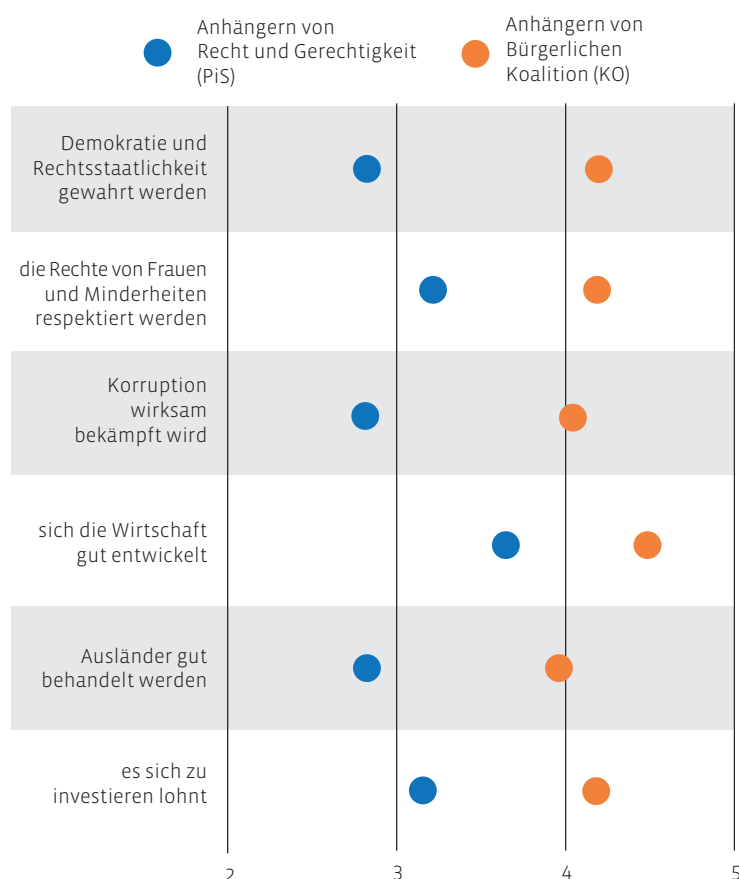 Anhängern von
Recht und Gerechtigkeit
(PiS)
Anhängern von
Bürgerlichen
Koalition (KO)
Demokratie und
Rechtsstaatlichkeit
gewahrt werden
die Rechte von Frauen
und Minderheiten
respektiert werden
Korruption
wirksam
bekämpft wird
sich die Wirtschaft
gut entwickelt
Ausländer gut
behandelt werden
es sich zu
investieren lohnt
2 3 4 5